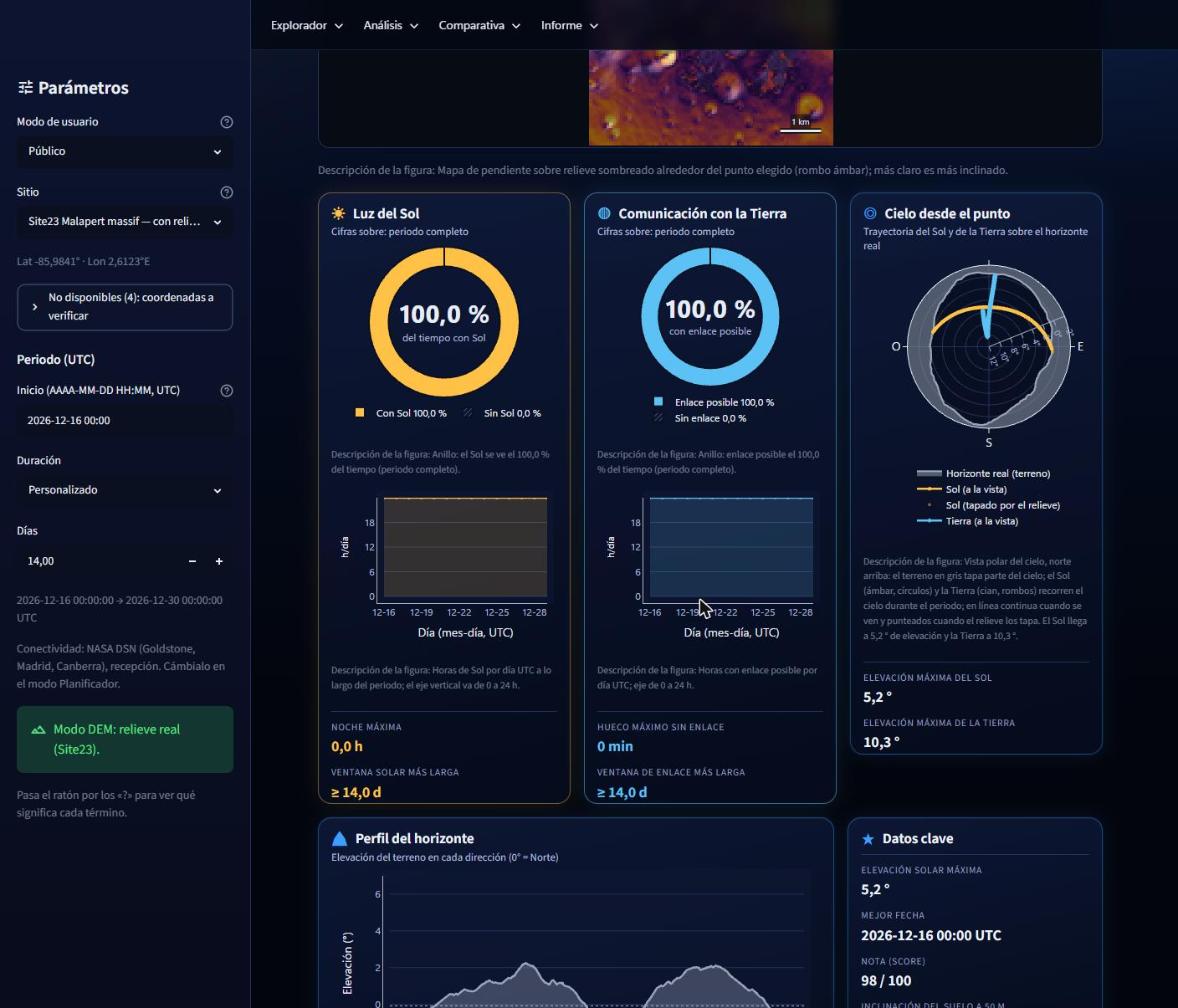 Explorador Análisis Comparativa Informe
Parámetros
Modo de usuario
Público
Sitio
Site23 Malapert massif — con reli...
Lat -85,9841° · Lon 2,6123°E
No disponibles (4): coordenadas a
verificar
Periodo (UTC)
Inicio (AAAA-MM-DD HH:MM, UTC)
2026-12-16 00:00
Duración
Personalizado
Días
14,00
2026-12-16 00:00:00 → 2026-12-30 00:00:00
UTC
Conectividad: NASA DSN (Goldstone,
Madrid, Canberra), recepción. Cámbialo en
el modo Planificador.
Modo DEM: relieve real
(Site23).
Pasa el ratón por los «?» para ver qué
significa cada término.
1 km
Descripción de la figura: Mapa de pendiente sobre relieve sombreado alrededor del punto elegido (rombo ámbar); más claro es más inclinado.
Luz del Sol
Cifras sobre: periodo completo
100,0 %
del tiempo con Sol
Con Sol 100,0 % Sin Sol 0,0 %
Descripción de la figura: Anillo: el Sol se ve el 100,0 %
del tiempo (periodo completo).
18
12
6
0
h/día
12-16 12-19 12-22 12-25 12-28
Día (mes-día, UTC)
Descripción de la figura: Horas de Sol por día UTC a lo
largo del periodo; el eje vertical va de 0 a 24 h.
NOCHE MÁXIMA
0,0 h
VENTANA SOLAR MÁS LARGA
≥ 14,0 d
Comunicación con la Tierra
Cifras sobre: periodo completo
100,0 %
con enlace posible
Enlace posible 100,0 %
Sin enlace 0,0 %
Descripción de la figura: Anillo: enlace posible el 100,0
% del tiempo (periodo completo).
18
12
6
0
h/día
12-16 12-19 12-22 12-25 12-28
Día (mes-día, UTC)
Descripción de la figura: Horas con enlace posible por
día UTC; eje de 0 a 24 h.
HUECO MÁXIMO SIN ENLACE
0 min
VENTANA DE ENLACE MÁS LARGA
≥ 14,0 d
Cielo desde el punto
Trayectoria del Sol y de la Tierra sobre el horizonte
real
O
E
S
12° 10° 8° 6° 4° 2° 0° -2°
Horizonte real (terreno)
Sol (a la vista)
Sol (tapado por el relieve)
Tierra (a la vista)
Descripción de la figura: Vista polar del cielo, norte
arriba: el terreno en gris tapa parte del cielo; el Sol
(ámbar, círculos) y la Tierra (cian, rombos) recorren el
cielo durante el periodo; en línea continua cuando se
ven y punteados cuando el relieve los tapa. El Sol llega
a 5,2 ° de elevación y la Tierra a 10,3 °.
ELEVACIÓN MÁXIMA DEL SOL
5,2 °
ELEVACIÓN MÁXIMA DE LA TIERRA
10,3 °
Perfil del horizonte
Elevación del terreno en cada dirección (0° = Norte)
6
4
2
0
Elevación (°)
Datos clave
ELEVACIÓN SOLAR MÁXIMA
5,2 °
MEJOR FECHA
2026-12-16 00:00 UTC
NOTA (SCORE)
98 / 100
INCLINACIÓN DEL SUELO A 50 M